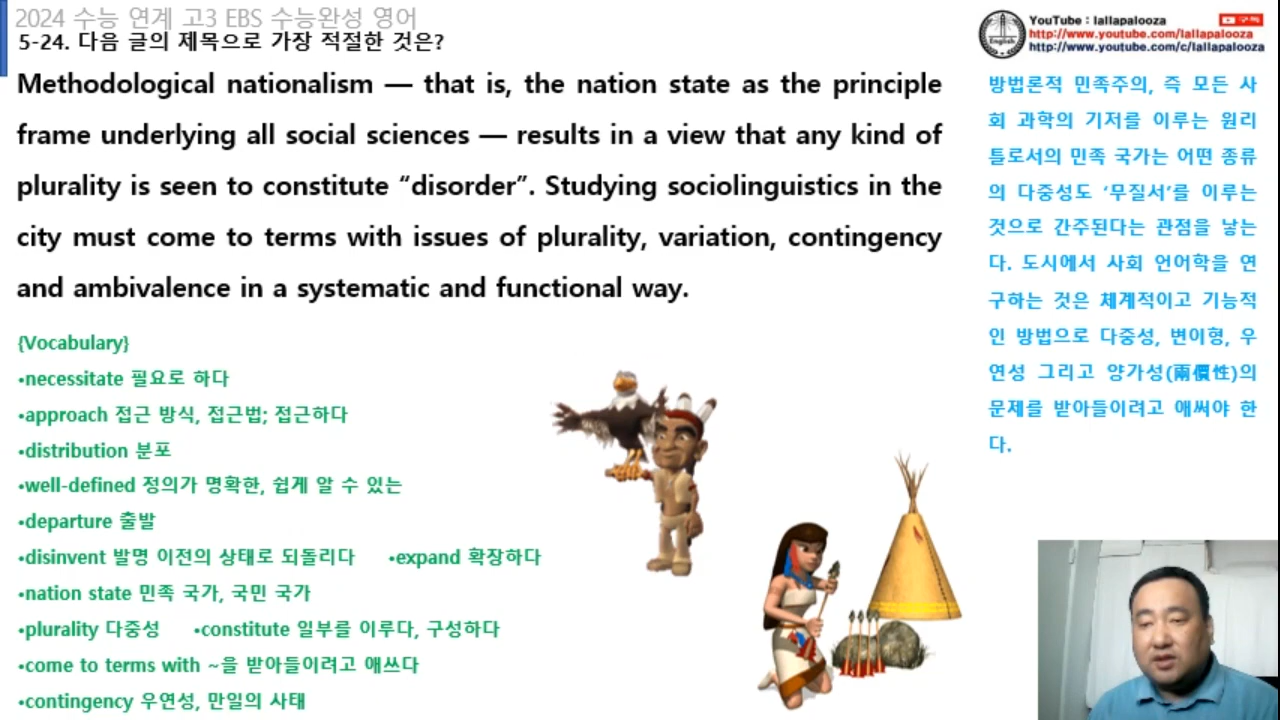 2024 수능 연계 고3 EBS 수능완성 영어
5-24. 다음 글의 제목으로 가장 적절한 것은?
YouTube : lallapalooza
구독
http://www.youtube.com/lallapalooza
http://www.youtube.com/c/lallapalooza
English
Methodological nationalism — that is, the nation state as the principle
frame underlying all social sciences — results in a view that any kind of
plurality is seen to constitute “disorder”. Studying sociolinguistics in the
city must come to terms with issues of plurality, variation, contingency
and ambivalence in a systematic and functional way.
방법론적 민족주의, 즉 모든 사
회 과학의 기저를 이루는 원리
틀로서의 민족 국가는 어떤 종류
의 다중성도 ‘무질서’를 이루는
것으로 간주된다는 관점을 낳는
다. 도시에서 사회 언어학을 연
구하는 것은 체계적이고 기능적
인 방법으로 다중성, 변이형, 우
연성 그리고 양가성(兩價性)의
문제를 받아들이려고 애써야 한
다.
{Vocabulary}
•necessitate 필요로 하다
•approach 접근 방식, 접근법; 접근하다
•distribution 분포
•well-defined 정의가 명확한, 쉽게 알 수 있는
•departure 출발
•disinvent 발명 이전의 상태로 되돌리다 •expand 확장하다
•nation state 민족 국가, 국민 국가
•plurality 다중성 •constitute 일부를 이루다, 구성하다
•come to terms with ~을 받아들이려고 애쓰다
•contingency 우연성, 만일의 사태